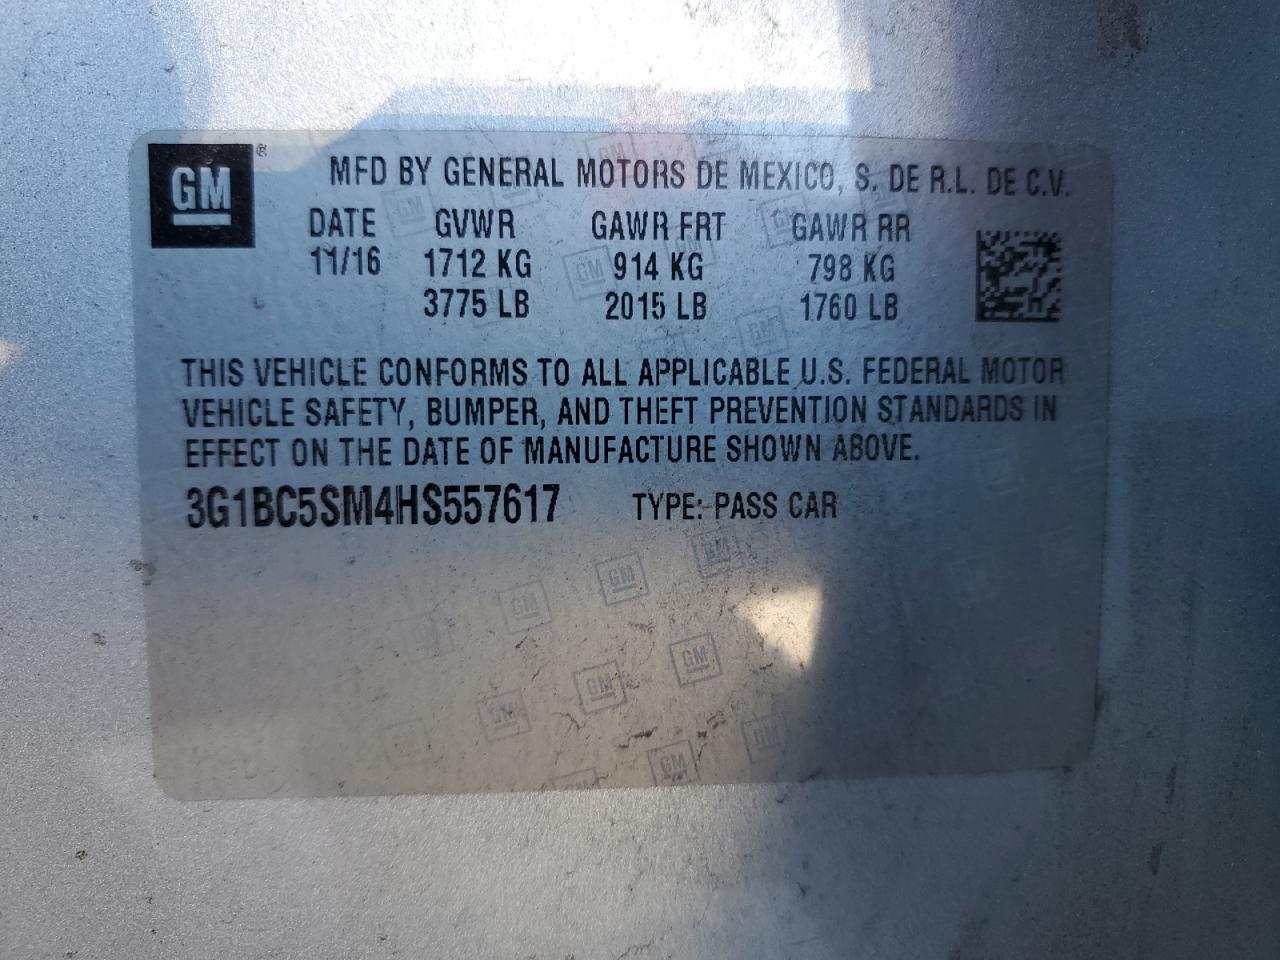 GM ® MFD BY GENERAL MOTORS DE MEXICO, S. DE R.L. DE C.V.
DATE GVWR GAWR FRT GAWR RR
11/16 1712 KG 914 KG 798 KG
3775 LB 2015 LB 1760 LB
THIS VEHICLE CONFORMS TO ALL APPLICABLE U.S. FEDERAL MOTOR
VEHICLE SAFETY, BUMPER, AND THEFT PREVENTION STANDARDS IN
EFFECT ON THE DATE OF MANUFACTURE SHOWN ABOVE.
3G1BC5SM4HS557617 TYPE: PASS CAR